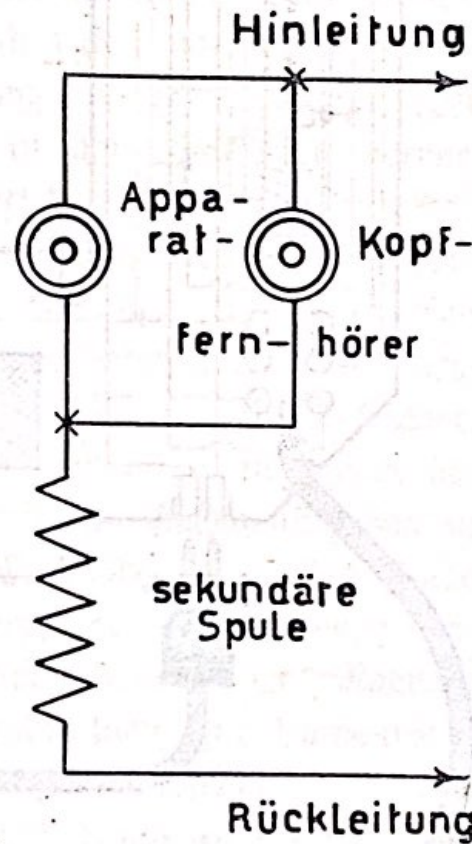 Hinleitung
Appa-
rat- Kopf-
fern- hörer
sekundäre
Spule
Rückleitung